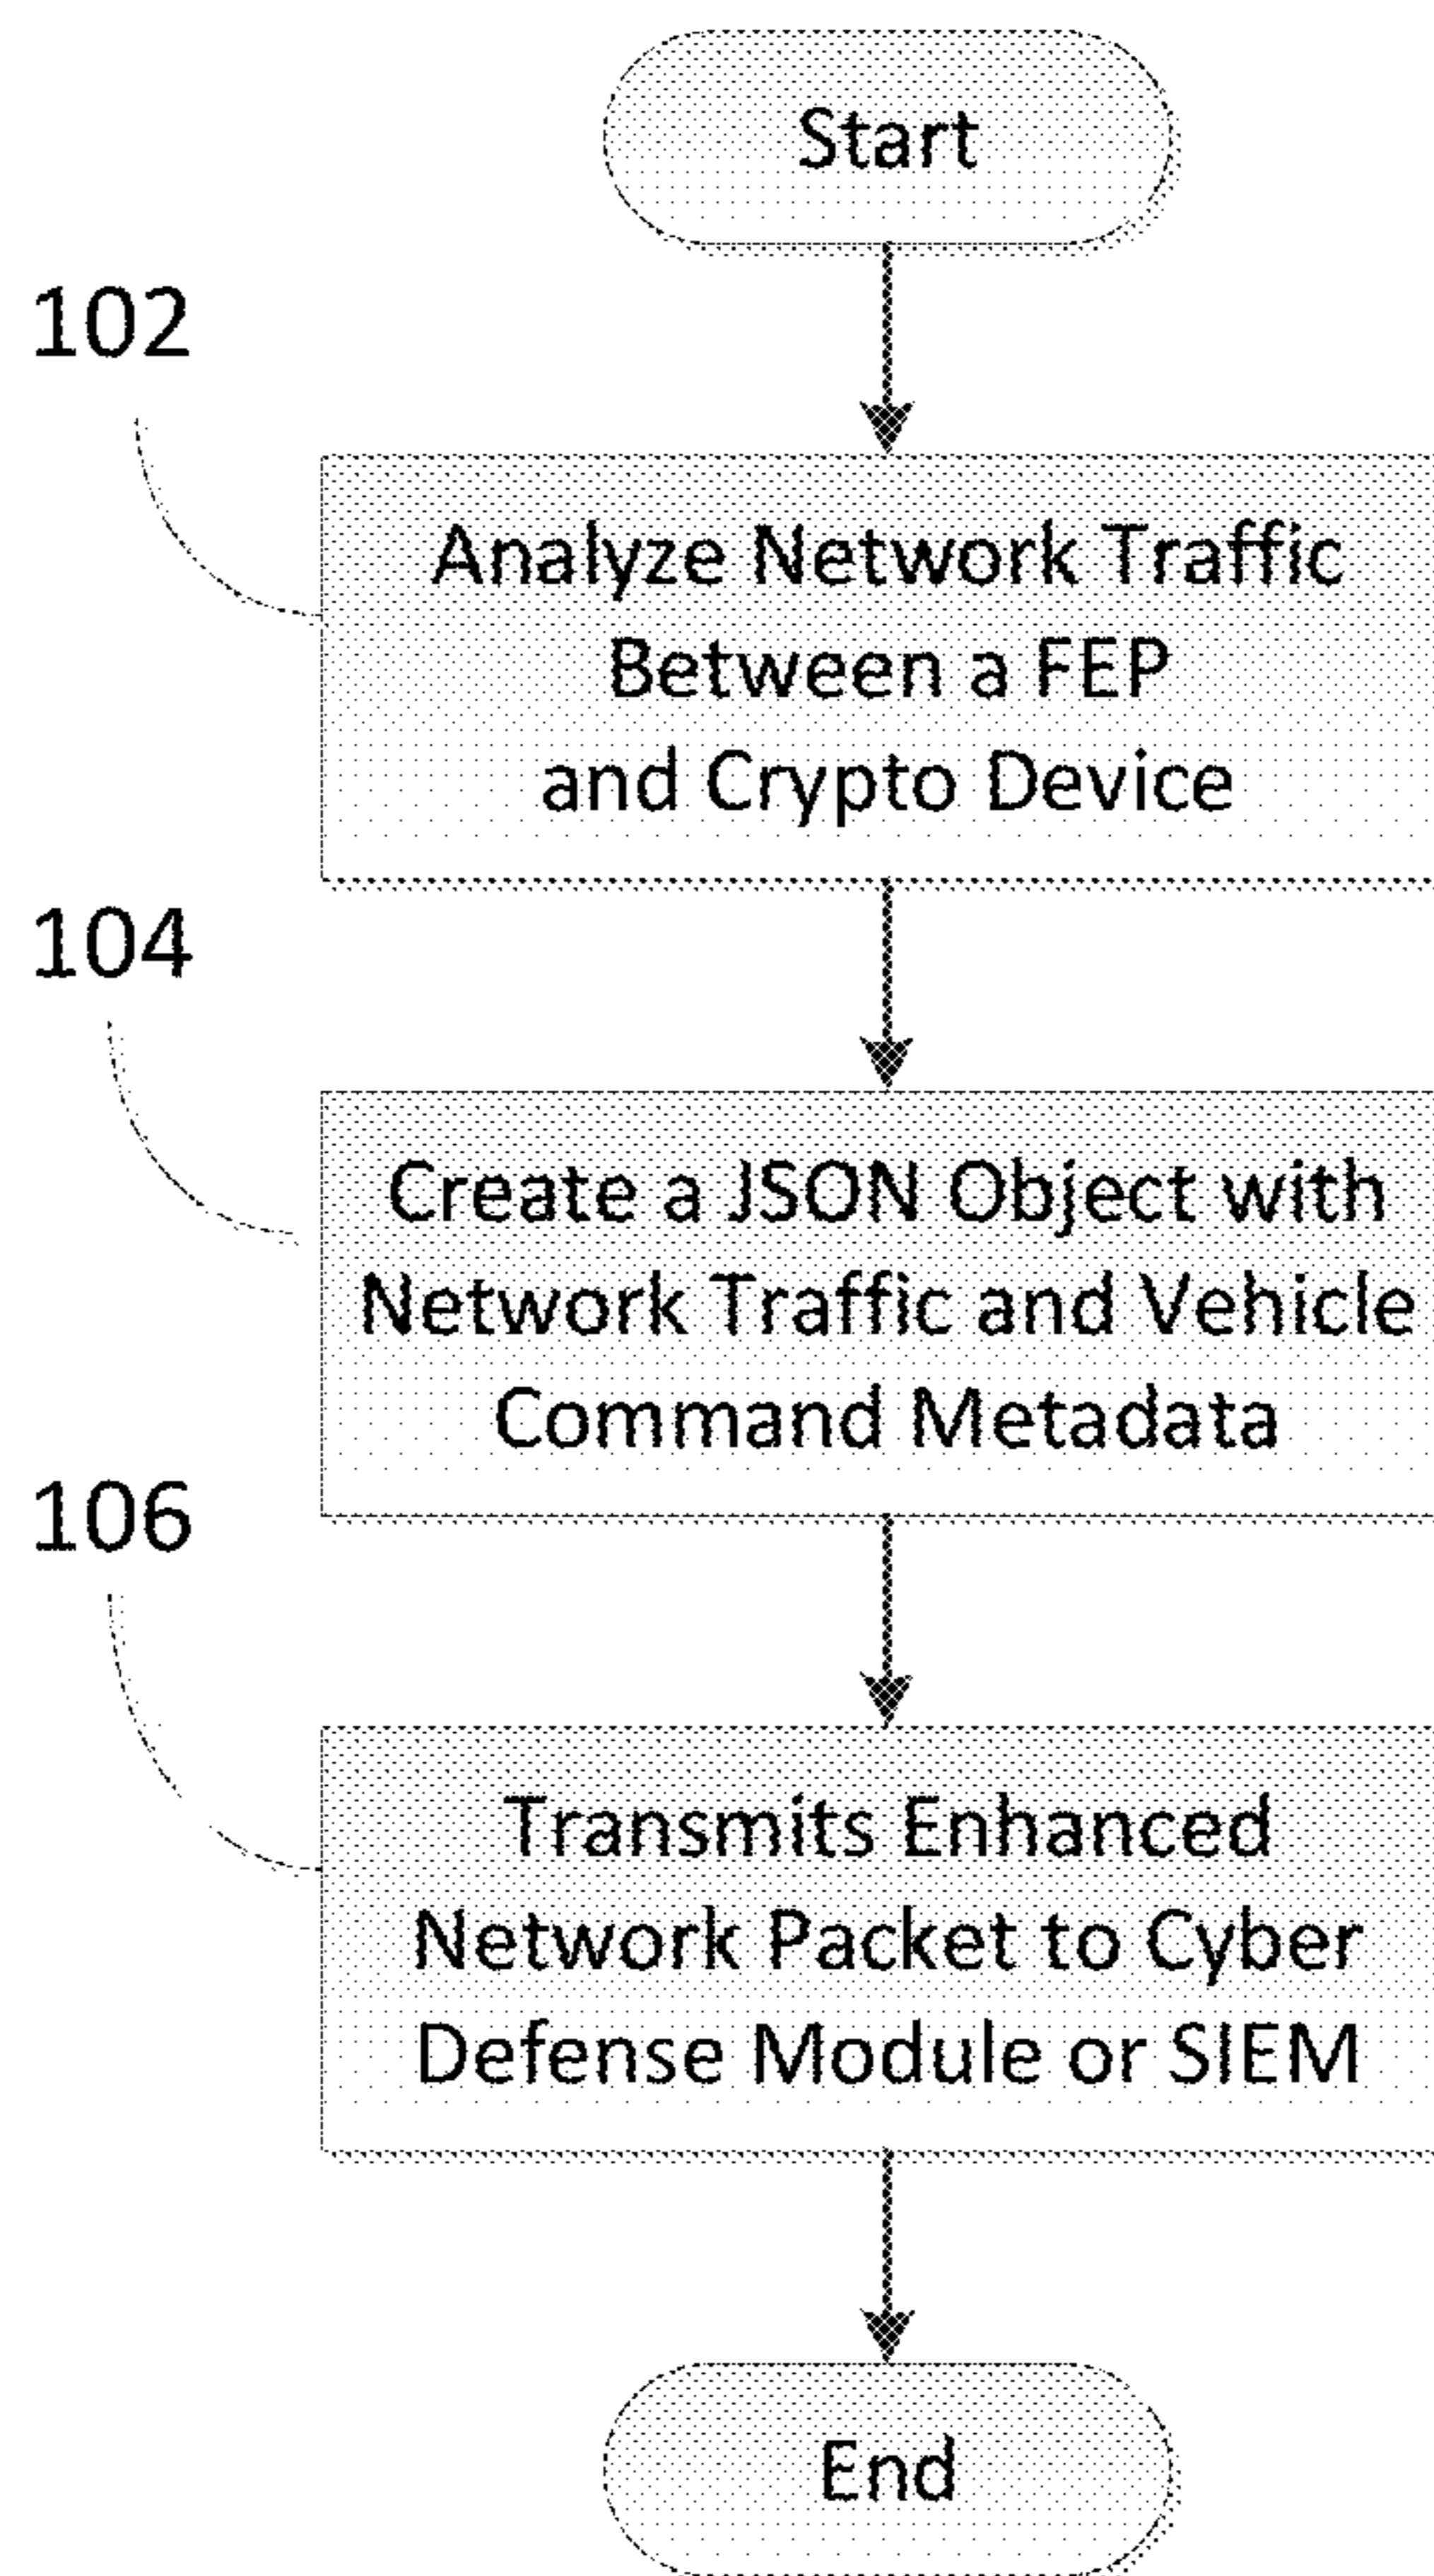 Start
102
Analyze Network Traffic
Between a FEP
and Crypto Device
104
Create a JSON Object with
Network Traffic and Vehicle
Command Metadata
106
Transmits Enhanced
Network Packet to Cyber
Defense Module or SIEM
End